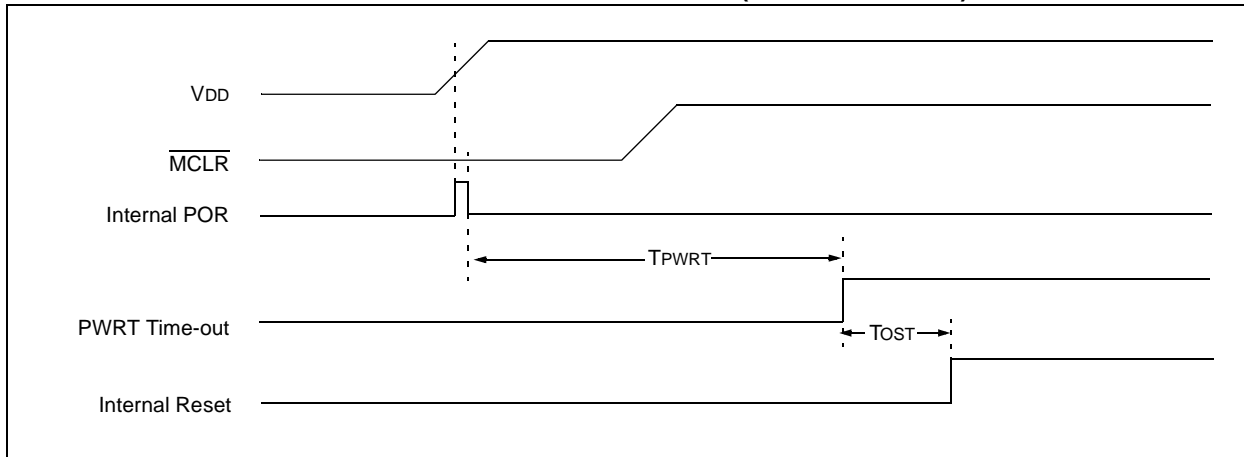 VDD
MCLR
Internal POR
TPWRT
PWRT Time-out
TOST
Internal Reset